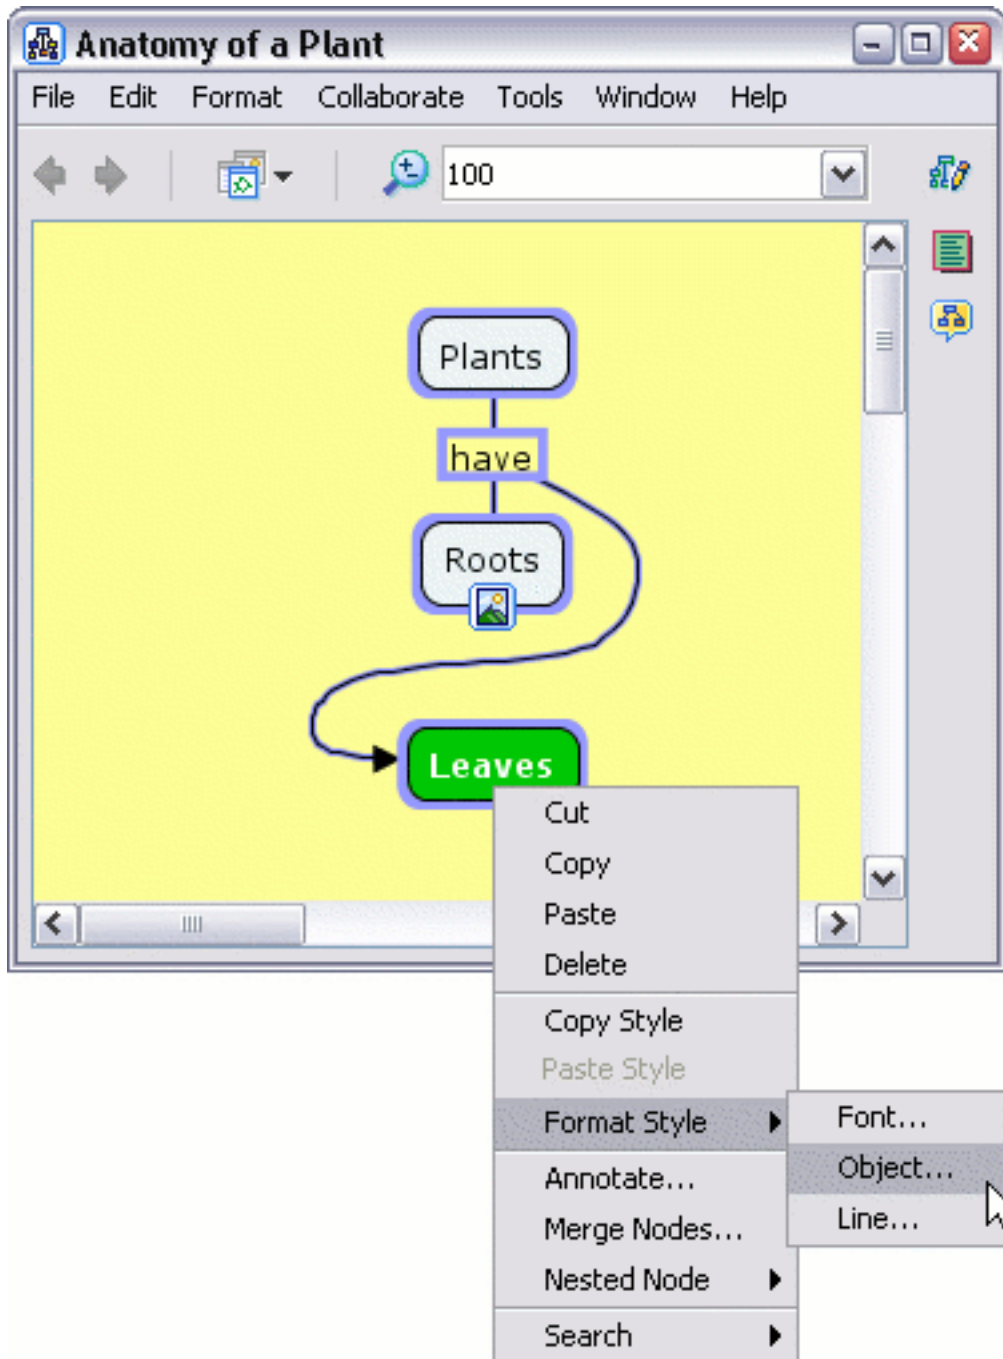 Anatomy of a Plant
File Edit Format Collaborate Tools Window Help
100
Plants
have
Roots
Leaves
Cut
Copy
Paste
Delete
Copy Style
Paste Style
Format Style
Font...
Object...
Line...
Annotate...
Merge Nodes...
Nested Node
Search